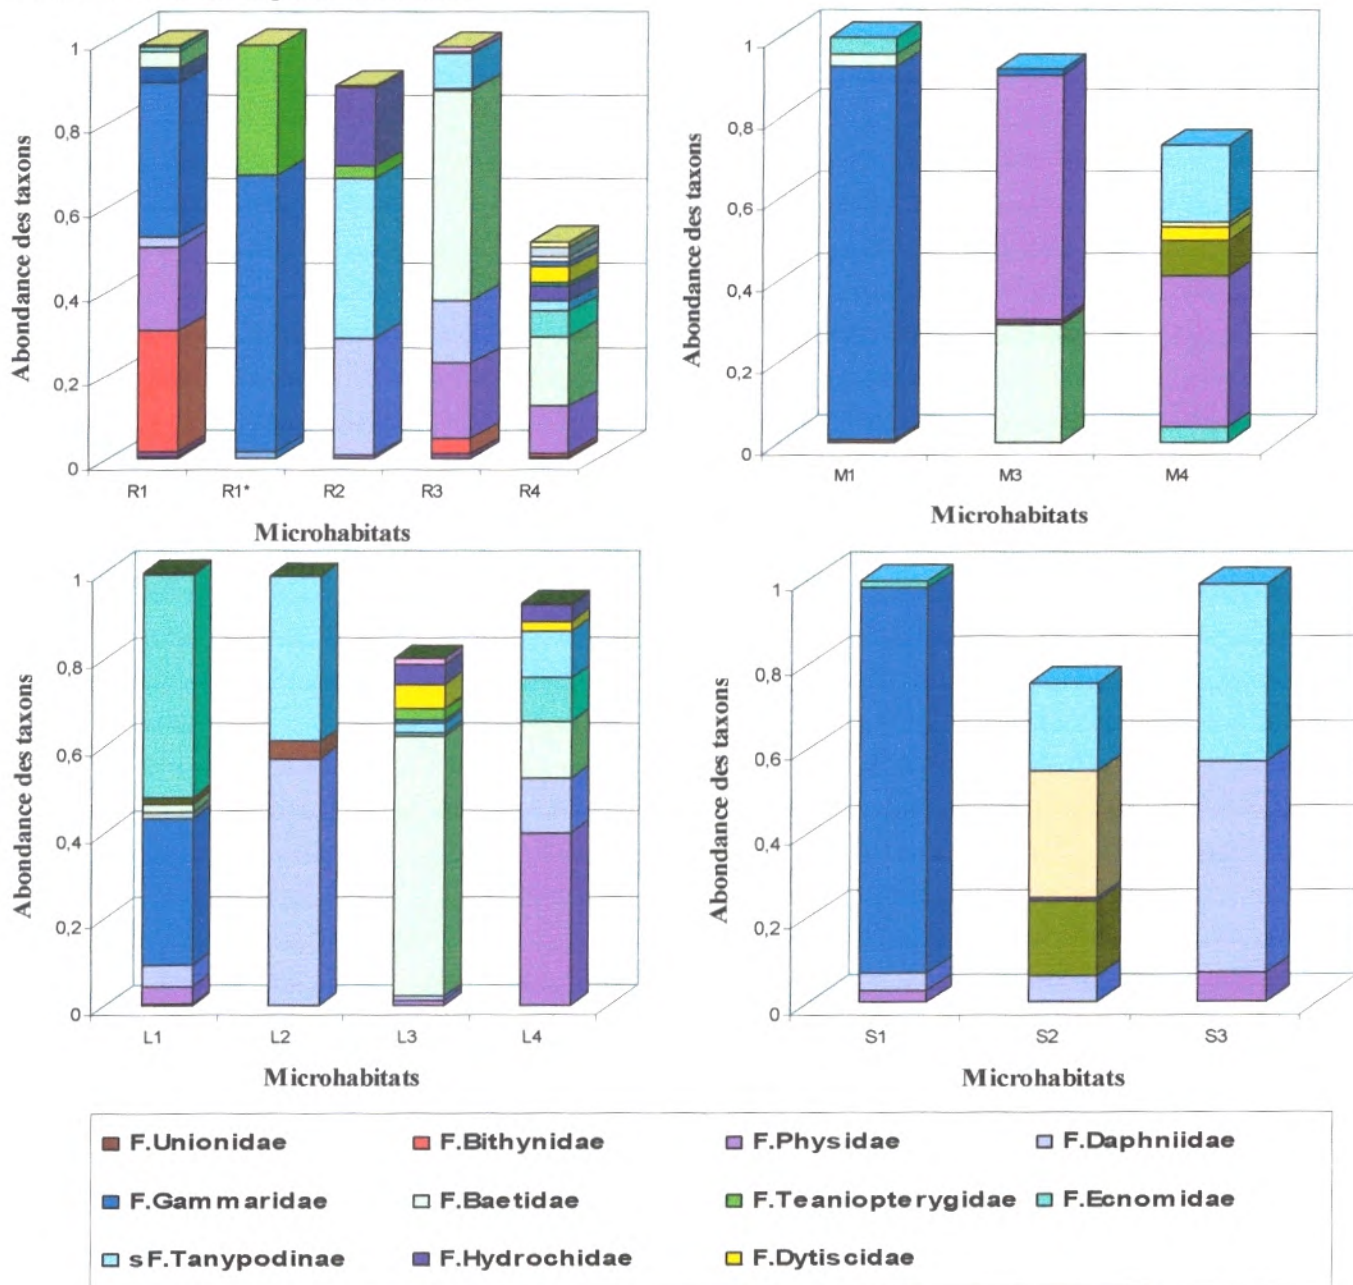 Abondance des taxons
1
0,8
0,6
0,4
0,2
0
R1 R1* R2 R3 R4
Microhabitats
Abondance des taxons
1
0,8
0,6
0,4
0,2
0
M1 M3 M4
Microhabitats
Abondance des taxons
1
0,8
0,6
0,4
0,2
0
L1 L2 L3 L4
Microhabitats
Abondance des taxons
1
0,8
0,6
0,4
0,2
0
S1 S2 S3
Microhabitats
F.Unionidae F.Bithynidae F.Physidae F.Daphniidae
F.Gammaridae F.Baetidae F.Teaniopterygidae F.Ecnomidae
sF.Tanypodinae F.Hydrochidae F.Dytiscidae